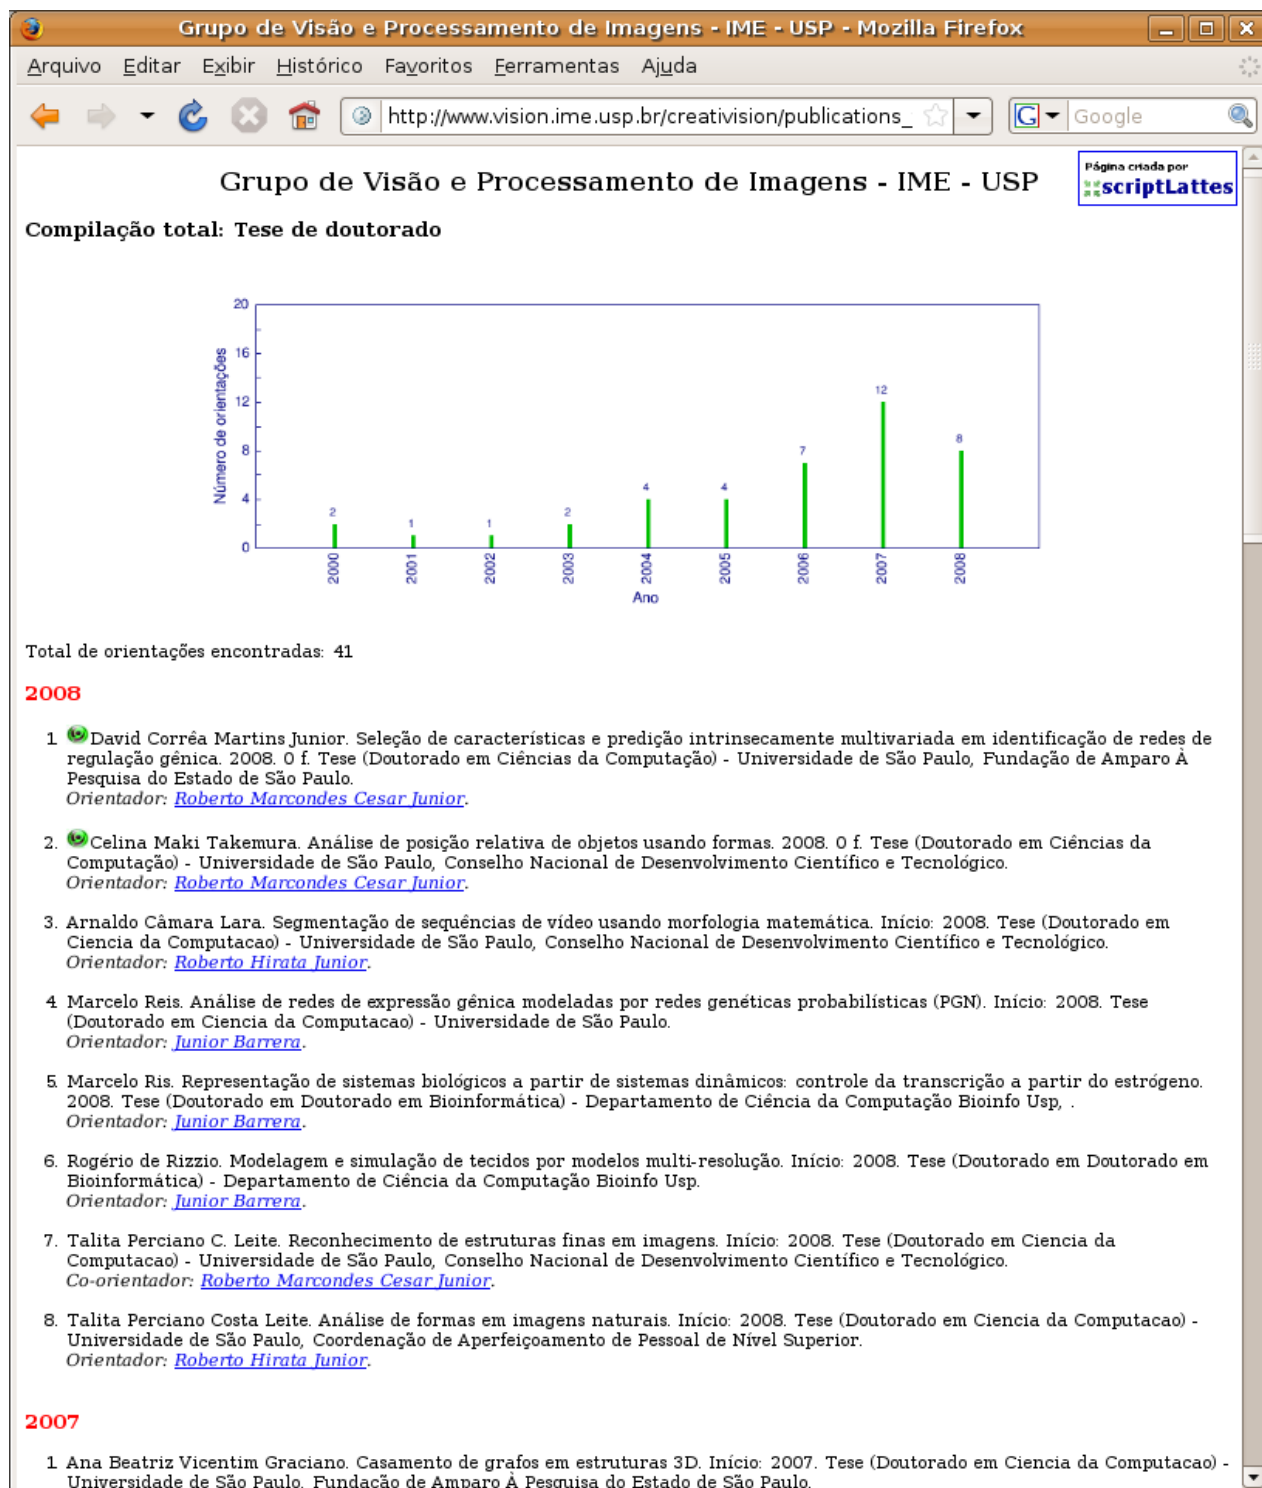 Grupo de Visão e Processamento de Imagens - IME - USP - Mozilla Firefox
Arquivo Editar Exibir Histórico Favoritos Ferramentas Ajuda
http://www.vision.ime.usp.br/creativision/publications_
G Google
Grupo de Visão e Processamento de Imagens - IME - USP
Página criada por
scriptLattes
Compilação total: Tese de doutorado
20
16
12
8
4
0
Número de orientações
2
1
1
2
4
4
7
12
8
2000
2001
2002
2003
2004
2005
2006
2007
2008
Ano
Total de orientações encontradas: 41
2008
1. David Corrêa Martins Junior. Seleção de características e predição intrinsecamente multivariada em identificação de redes de
regulação gênica. 2008. 0 f. Tese (Doutorado em Ciências da Computação) - Universidade de São Paulo, Fundação de Amparo À
Pesquisa do Estado de São Paulo.
Orientador: Roberto Marcondes Cesar Junior.
2. Celina Maki Takemura. Análise de posição relativa de objetos usando formas. 2008. 0 f. Tese (Doutorado em Ciências da
Computação) - Universidade de São Paulo, Conselho Nacional de Desenvolvimento Científico e Tecnológico.
Orientador: Roberto Marcondes Cesar Junior.
3. Arnaldo Câmara Lara. Segmentação de sequências de vídeo usando morfologia matemática. Início: 2008. Tese (Doutorado em
Ciencia da Computacao) - Universidade de São Paulo, Conselho Nacional de Desenvolvimento Científico e Tecnológico.
Orientador: Roberto Hirata Junior.
4. Marcelo Reis. Análise de redes de expressão gênica modeladas por redes genéticas probabilísticas (PGN). Início: 2008. Tese
(Doutorado em Ciencia da Computacao) - Universidade de São Paulo.
Orientador: Junior Barrera.
5. Marcelo Ris. Representação de sistemas biológicos a partir de sistemas dinâmicos: controle da transcrição a partir do estrógeno.
2008. Tese (Doutorado em Doutorado em Bioinformática) - Departamento de Ciência da Computação Bioinfo Usp, .
Orientador: Junior Barrera.
6. Rogério de Rizzio. Modelagem e simulação de tecidos por modelos multi-resolução. Início: 2008. Tese (Doutorado em Doutorado em
Bioinformática) - Departamento de Ciência da Computação Bioinfo Usp.
Orientador: Junior Barrera.
7. Talita Perciano C. Leite. Reconhecimento de estruturas finas em imagens. Início: 2008. Tese (Doutorado em Ciencia da
Computacao) - Universidade de São Paulo, Conselho Nacional de Desenvolvimento Científico e Tecnológico.
Co-orientador: Roberto Marcondes Cesar Junior.
8. Talita Perciano Costa Leite. Análise de formas em imagens naturais. Início: 2008. Tese (Doutorado em Ciencia da Computacao) -
Universidade de São Paulo, Coordenação de Aperfeiçoamento de Pessoal de Nível Superior.
Orientador: Roberto Hirata Junior.
2007
1. Ana Beatriz Vicentim Graciano. Casamento de grafos em estruturas 3D. Início: 2007. Tese (Doutorado em Ciencia da Computacao) -
Universidade de São Paulo, Fundação de Amparo À Pesquisa do Estado de São Paulo.